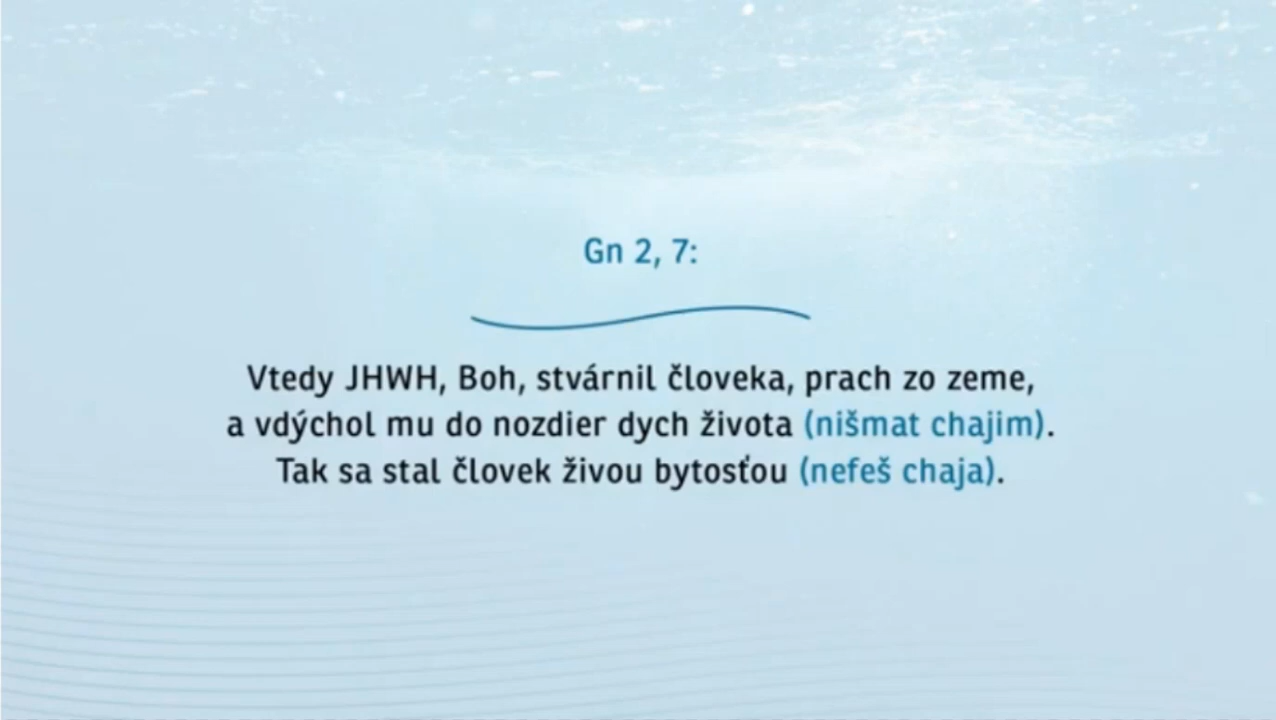 Gn 2, 7:
Vtedy JHWH, Boh, stvárnil človeka, prach zo zeme,
a vdýchol mu do nozdier dych života (nišmat chajim).
Tak sa stal človek živou bytosťou (nefeš chaja).